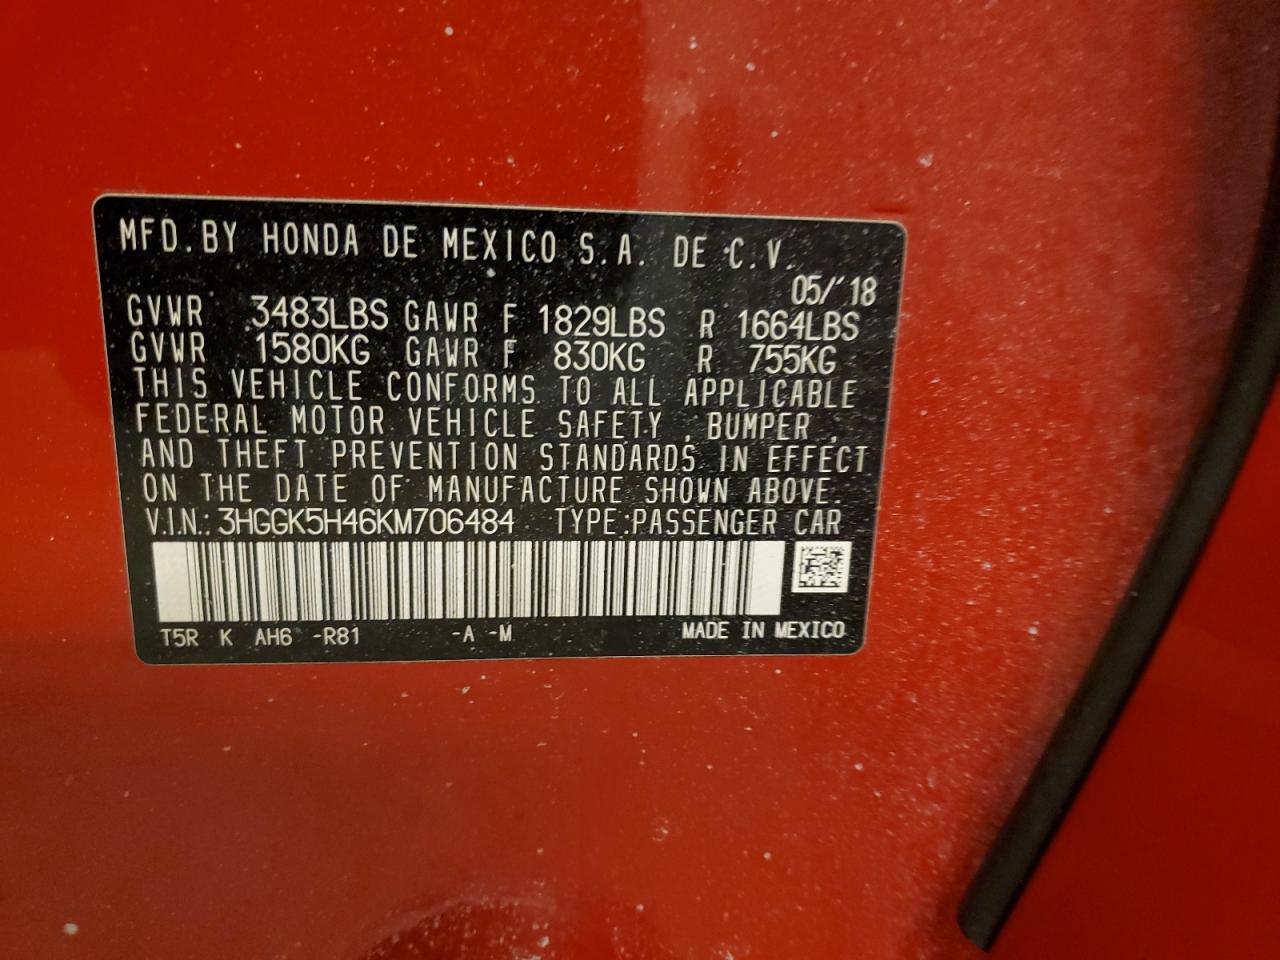 MFD. BY HONDA DE MEXICO S.A. DE C.V.
05/'18
GVWR 3483LBS GAWR F 1829LBS R 1664LBS
GVWR 1580KG GAWR F 830KG R 755KG
THIS VEHICLE CONFORMS TO ALL APPLICABLE
FEDERAL MOTOR VEHICLE SAFETY , BUMPER ,
AND THEFT PREVENTION STANDARDS IN EFFECT
ON THE DATE OF MANUFACTURE SHOWN ABOVE.
V.I.N.: 3HGGK5H46KM706484 TYPE:PASSENGER CAR
T5R K AH6 -R81 -A -M MADE IN MEXICO